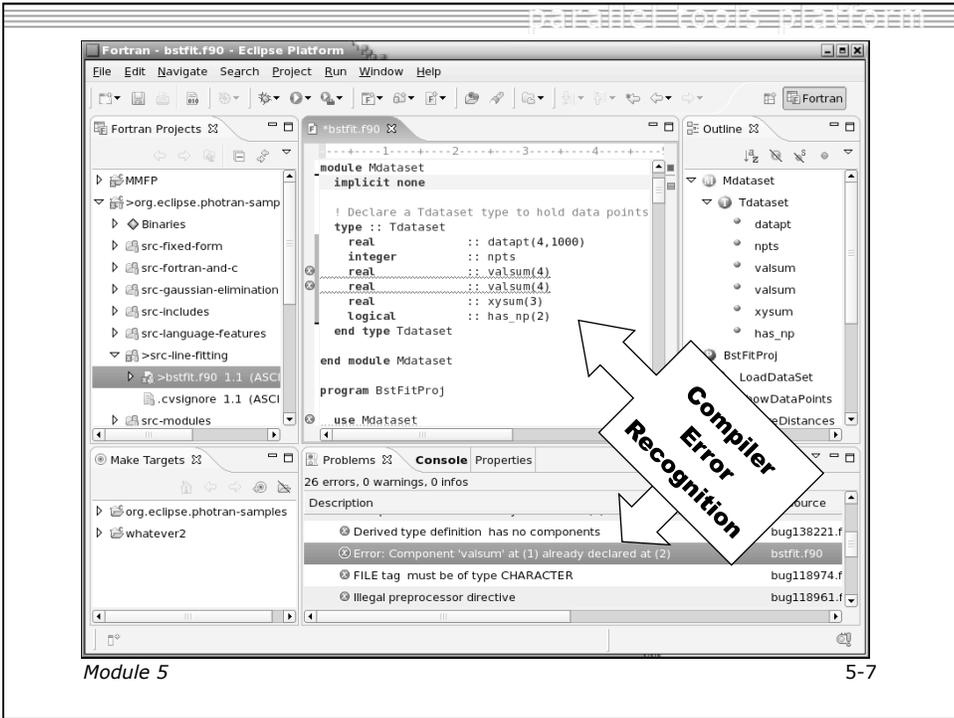 parallel tools platform
Fortran - bstfit.f90 - Eclipse Platform
File Edit Navigate Search Project Run Window Help
Fortran
Fortran Projects
MMFP
>org.eclipse.photran-samp
Binaries
src-fixed-form
src-fortran-and-c
src-gaussian-elimination
src-includes
src-language-features
>src-line-fitting
>bstfit.f90 1.1 (ASCI
.cvsignore 1.1 (ASCI
src-modules
*bstfit.f90
----+----1----+----2----+----3----+----4----+----5
module Mdataset
implicit none
! Declare a Tdataset type to hold data points
type :: Tdataset
real :: datapt(4,1000)
integer :: npts
real :: valsum(4)
real :: valsum(4)
real :: xysum(3)
logical :: has_np(2)
end type Tdataset
end module Mdataset
program BstFitProj
use Mdataset
Outline
Mdataset
Tdataset
datapt
npts
valsum
valsum
xysum
has_np
BstFitProj
LoadDataSet
owDataPoints
eDistances
Compiler
Error
Recognition
Make Targets
org.eclipse.photran-samples
whatever2
Problems Console Properties
26 errors, 0 warnings, 0 infos
Description ource
Derived type definition has no components bug138221.f
Error: Component 'valsum' at (1) already declared at (2) bstfit.f90
FILE tag must be of type CHARACTER bug118974.f
Illegal preprocessor directive bug118961.f
Module 5 5-7